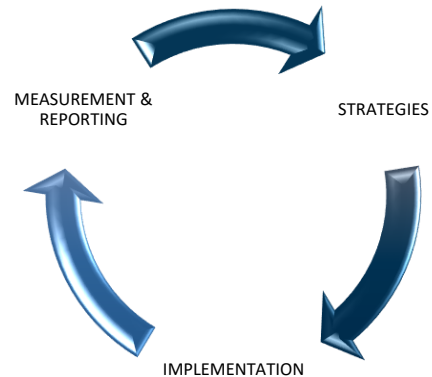 MEASUREMENT &
REPORTING
STRATEGIES
IMPLEMENTATION